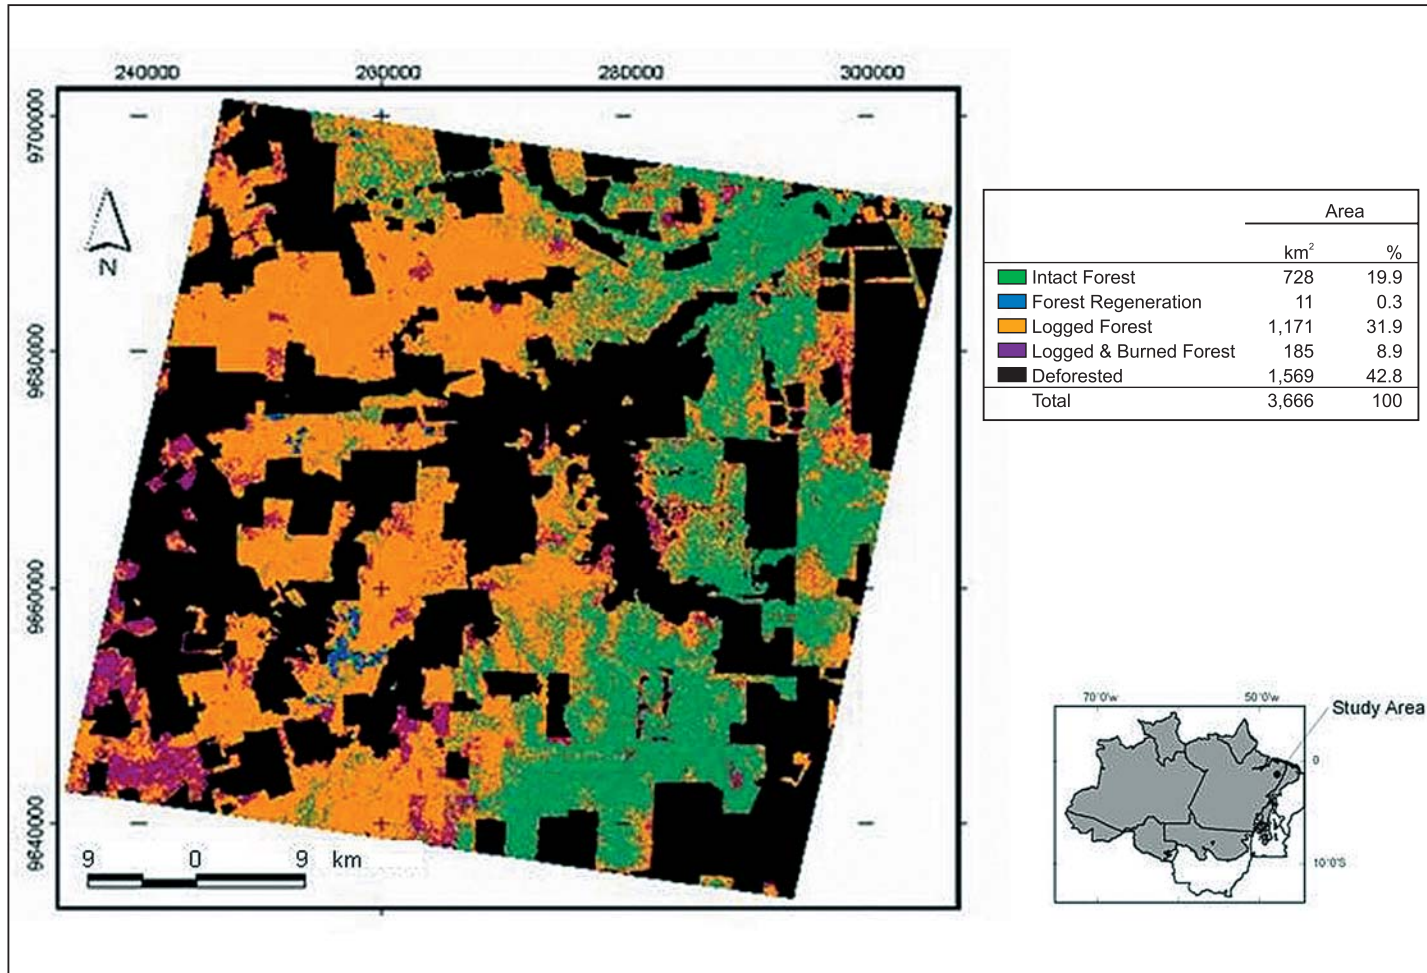 240000 260000 280000 300000
9700000
9680000
9660000
9640000
N
9 0 9 km
Area
km² %
Intact Forest 728 19.9
Forest Regeneration 11 0.3
Logged Forest 1,171 31.9
Logged & Burned Forest 185 8.9
Deforested 1,569 42.8
Total 3,666 100
70°0'w 50°0'w
Study Area
0
10°0'S